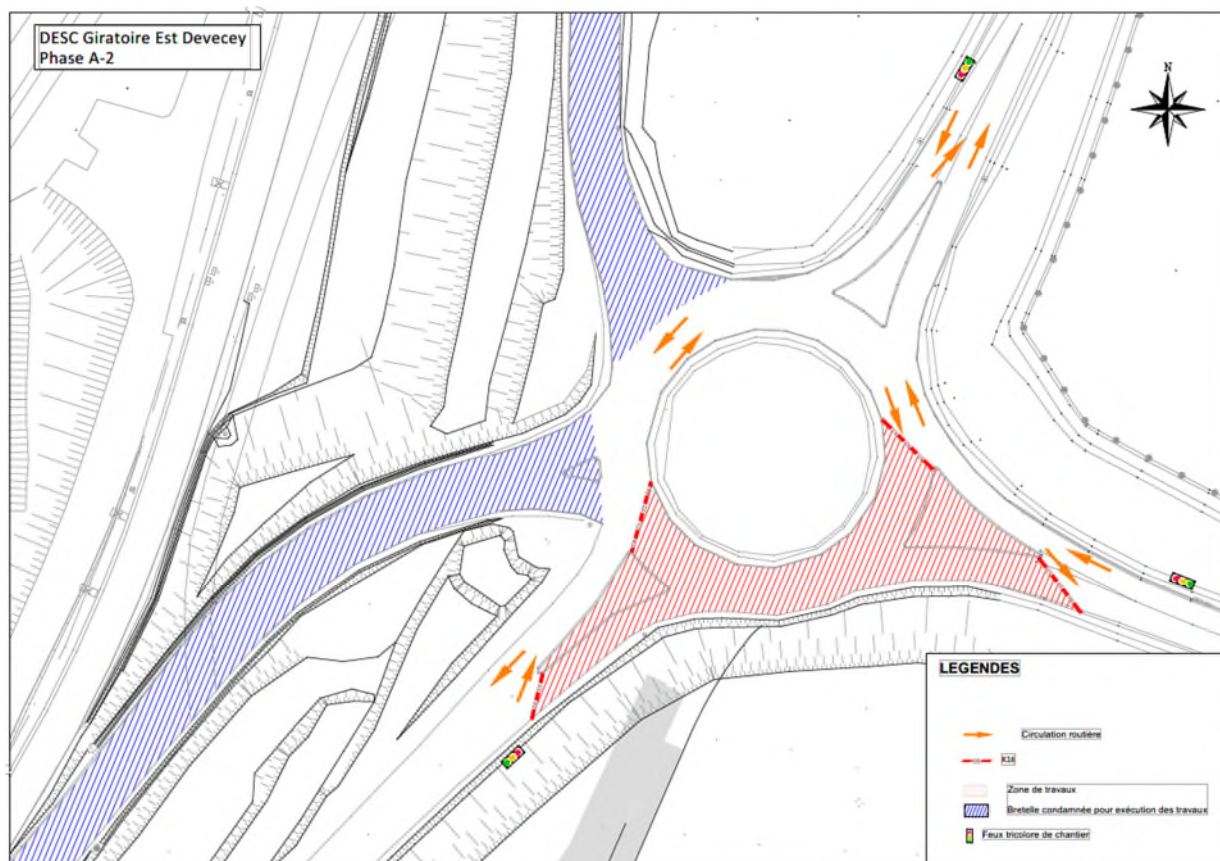 DESC Giratoire Est Devecey
Phase A-2
N
LEGENDES
Circulation routière
K16
Zone de travaux
Bretelle condamnée pour exécution des travaux
Feux tricolore de chantier